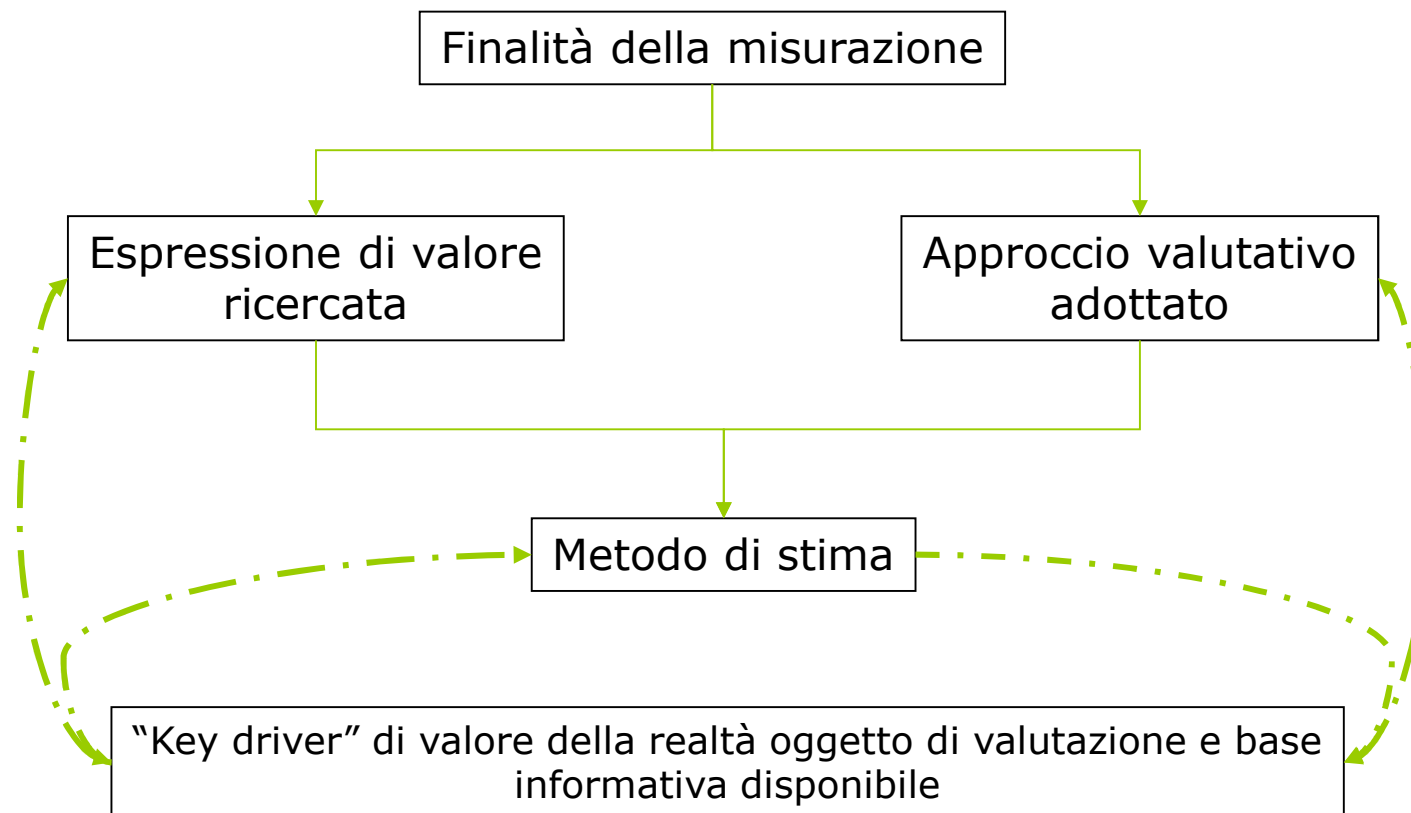 Finalità della misurazione
Espressione di valore
ricercata
Approccio valutativo
adottato
Metodo di stima
“Key driver” di valore della realtà oggetto di valutazione e base
informativa disponibile